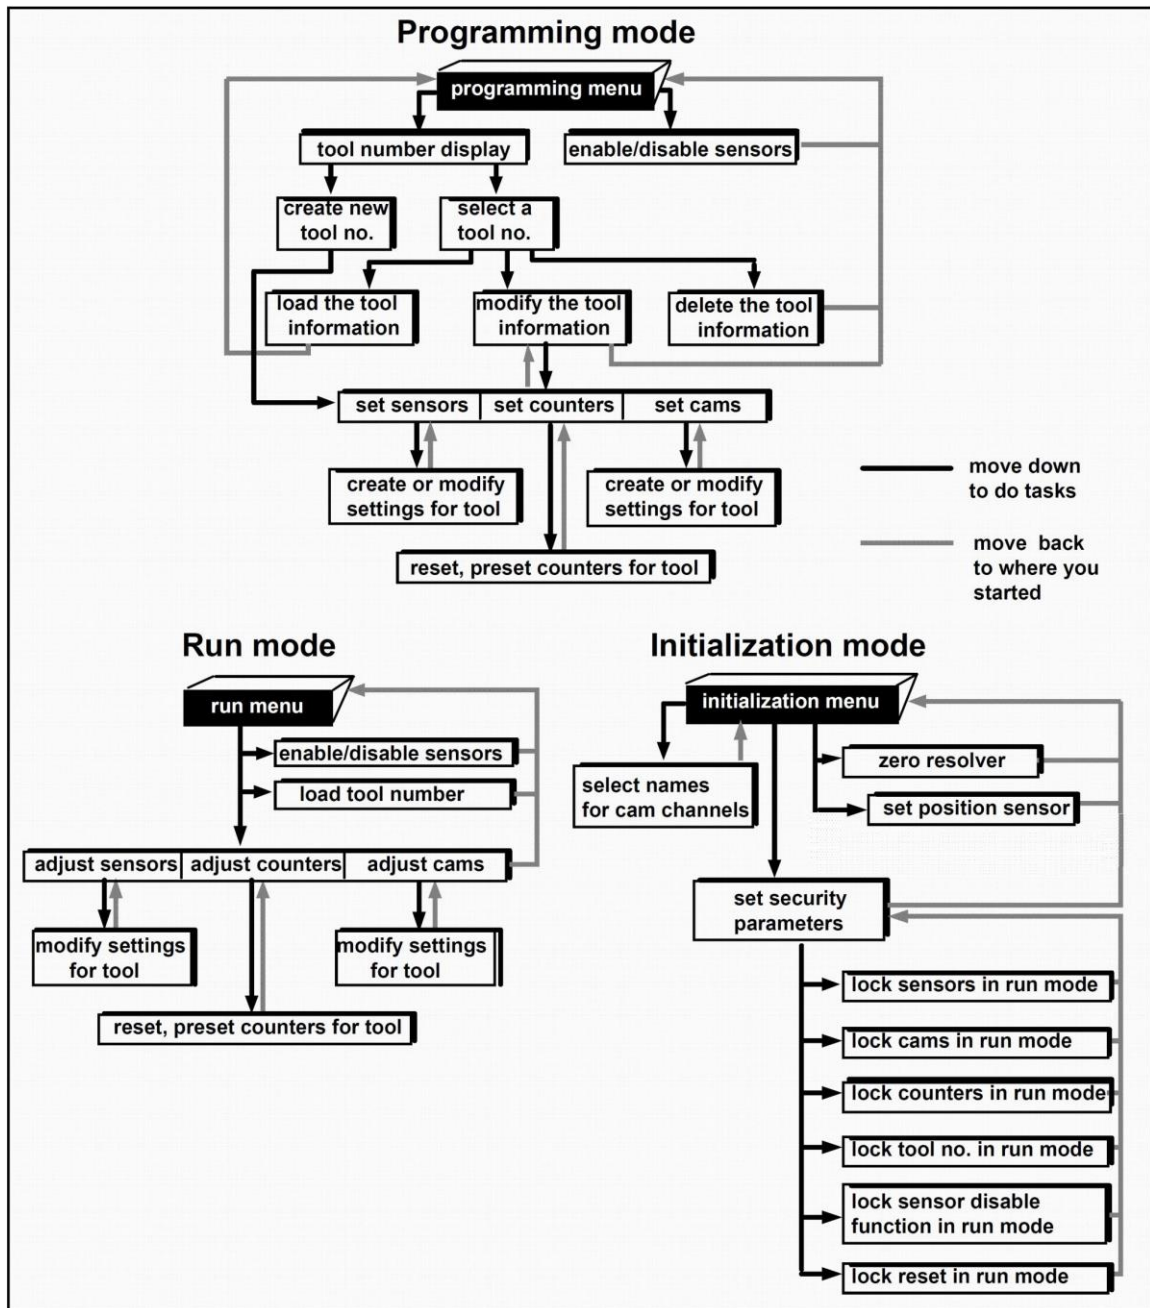 Programming mode
programming menu
tool number display
enable/disable sensors
create new
tool no.
select a
tool no.
load the tool
information
modify the tool
information
delete the tool
information
set sensors
set counters
set cams
create or modify
settings for tool
create or modify
settings for tool
reset, preset counters for tool
move down
to do tasks
move back
to where you
started
Run mode
run menu
enable/disable sensors
load tool number
adjust sensors
adjust counters
adjust cams
modify settings
for tool
modify settings
for tool
reset, preset counters for tool
Initialization mode
initialization menu
select names
for cam channels
zero resolver
set position sensor
set security
parameters
lock sensors in run mode
lock cams in run mode
lock counters in run mode
lock tool no. in run mode
lock sensor disable
function in run mode
lock reset in run mode